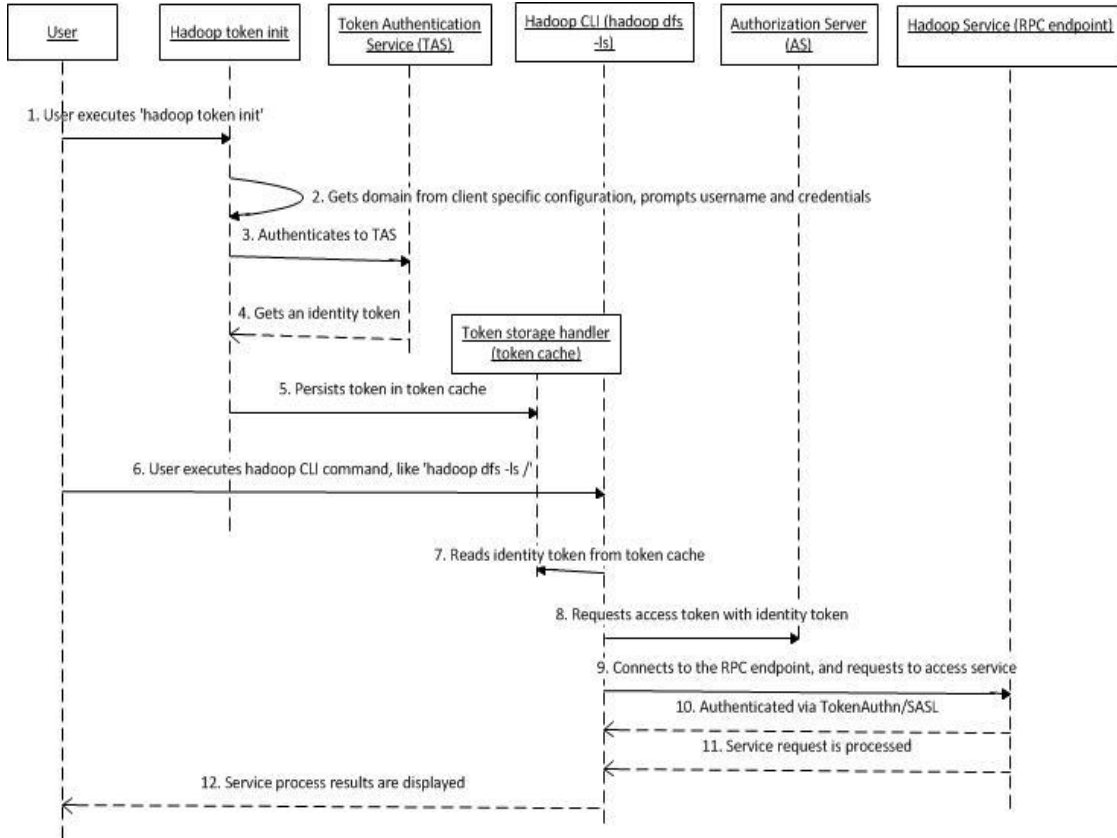 User
Hadoop token init
Token Authentication
Service (TAS)
Hadoop CLI (hadoop dfs
-ls)
Authorization Server
(AS)
Hadoop Service (RPC endpoint)
1. User executes 'hadoop token init'
2. Gets domain from client specific configuration, prompts username and credentials
3. Authenticates to TAS
4. Gets an identity token
Token storage handler
(token cache)
5. Persists token in token cache
6. User executes hadoop CLI command, like 'hadoop dfs -ls /'
7. Reads identity token from token cache
8. Requests access token with identity token
9. Connects to the RPC endpoint, and requests to access service
10. Authenticated via TokenAuthn/SASL
11. Service request is processed
12. Service process results are displayed